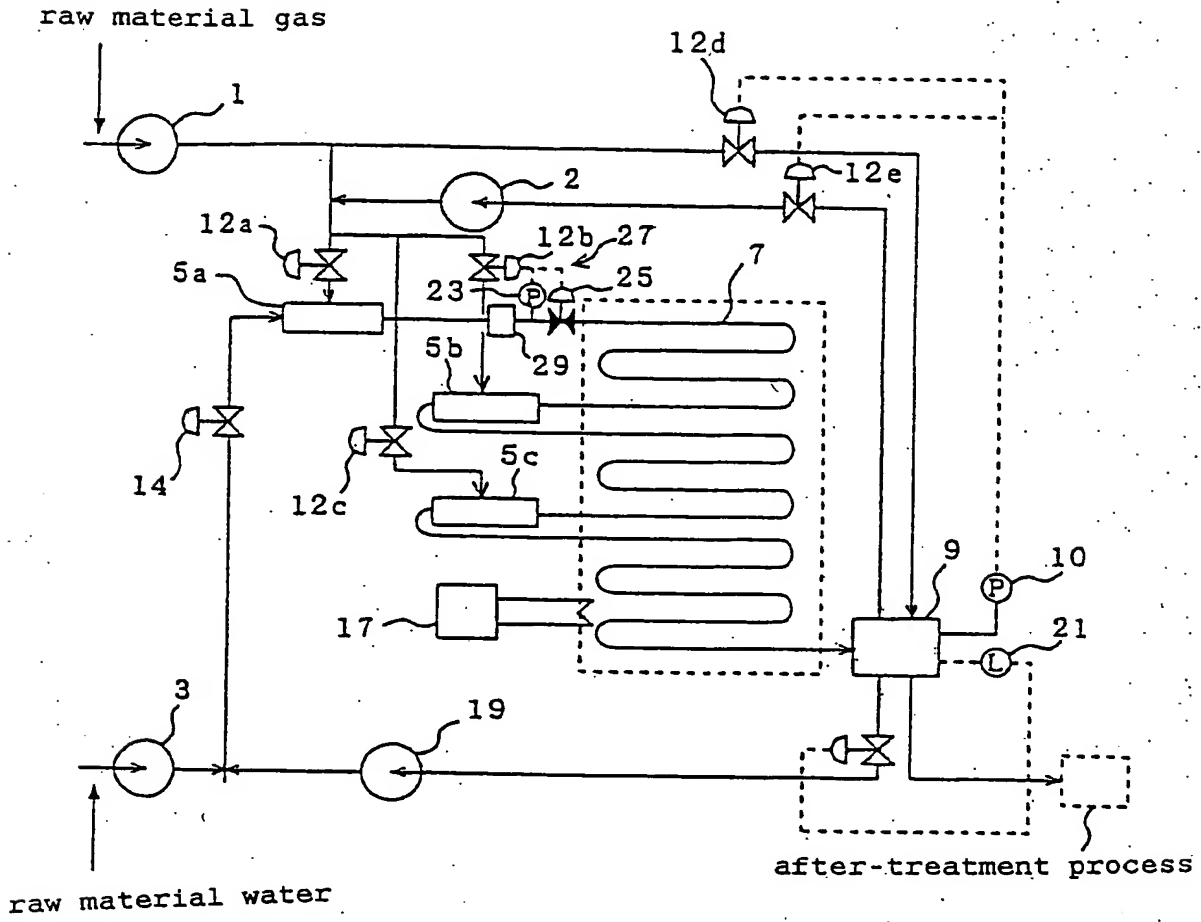 raw material gas
12d
1
2
12e
12a
12b
27
5a
23
P
25
7
5b
29
14
12c
5c
9
P
10
17
21
L
3
19
after-treatment process
raw material water